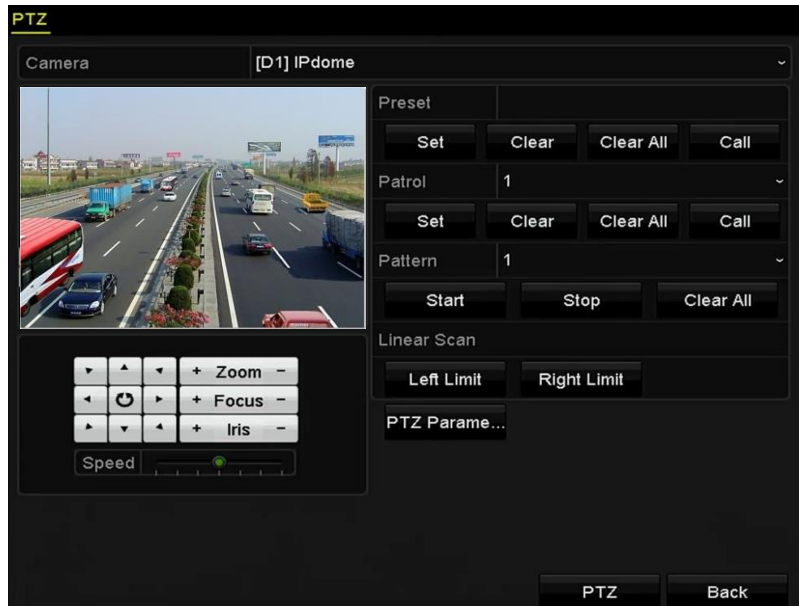 PTZ
Camera [D1] IPdome
Preset
Set Clear Clear All Call
Patrol 1
Set Clear Clear All Call
Pattern 1
Start Stop Clear All
Linear Scan
Left Limit Right Limit
PTZ Parame...
+ Zoom -
+ Focus -
+ Iris -
Speed
PTZ Back